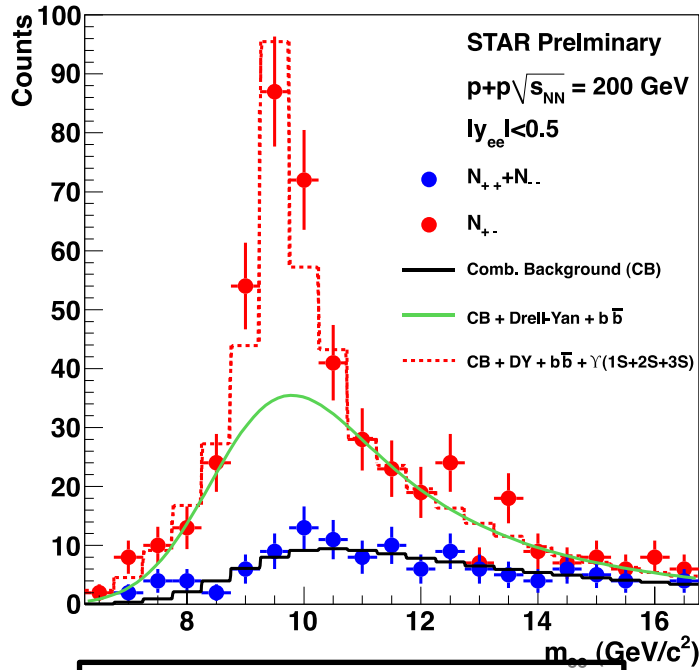 Counts
100
90
80
70
60
50
40
30
20
10
0
STAR Prelminary
p+p √s_NN = 200 GeV
|y_ee|<0.5
N_++ + N_--
N_+-
Comb. Background (CB)
CB + Drell-Yan + b b̅
CB + DY + b b̅ + ϒ(1S+2S+3S)
8 10 12 14 16
m_ee (GeV/c²)